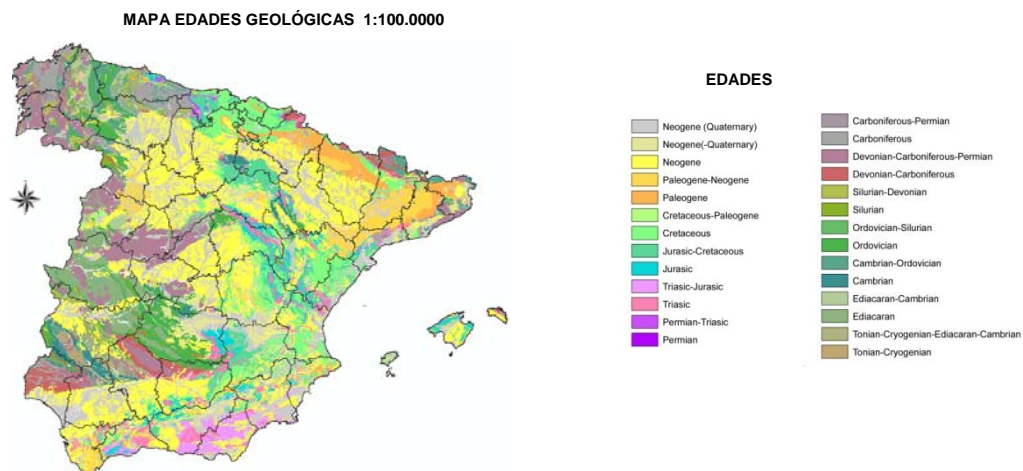 MAPA EDADES GEOLÓGICAS 1:100.0000
EDADES
Neogene (Quaternary)
Neogene(-Quaternary)
Neogene
Paleogene-Neogene
Paleogene
Cretaceous-Paleogene
Cretaceous
Jurasic-Cretaceous
Jurasic
Triasic-Jurasic
Triasic
Permian-Triasic
Permian
Carboniferous-Permian
Carboniferous
Devonian-Carboniferous-Permian
Devonian-Carboniferous
Silurian-Devonian
Silurian
Ordovician-Silurian
Ordovician
Cambrian-Ordovician
Cambrian
Ediacaran-Cambrian
Ediacaran
Tonian-Cryogenian-Ediacaran-Cambrian
Tonian-Cryogenian